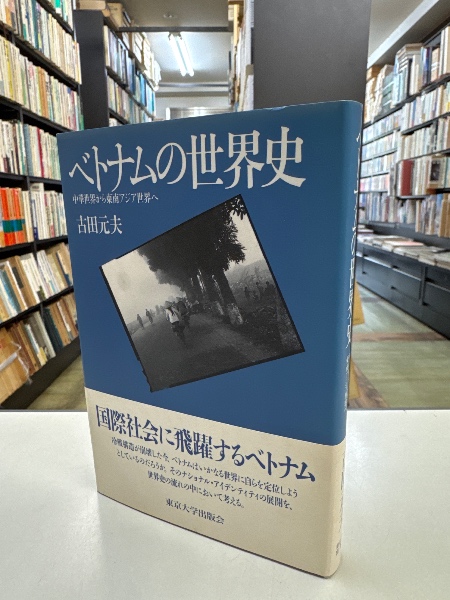 ベトナムの世界史
中華世界から東南アジア世界へ
古田元夫
国際社会に飛躍するベトナム
冷戦構造が崩壊した今、ベトナムはいかなる世界に自らを定位しよう
としているのだろうか。そのナショナル・アイデンティティの展開を、
世界史の流れの中において考える。
東京大学出版会